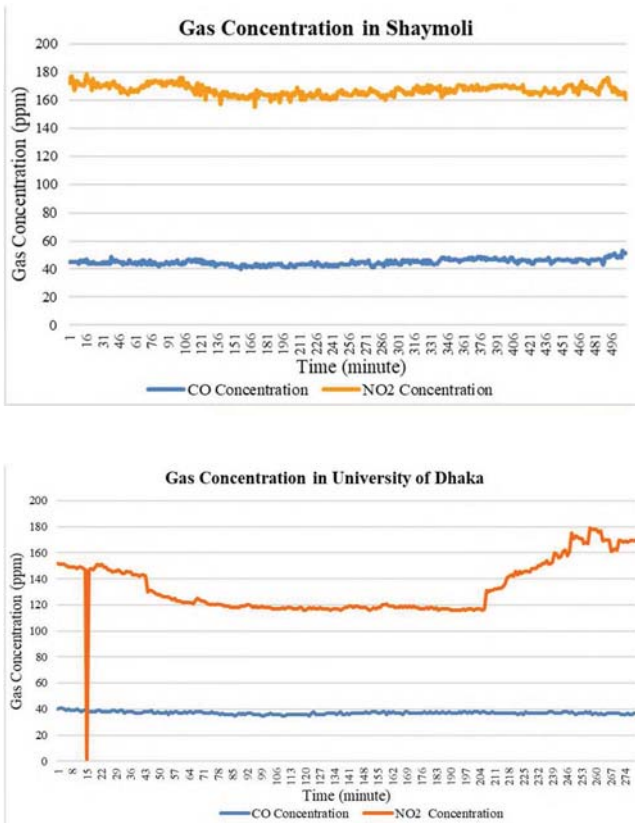 Gas Concentration in Shaymoli
Gas Concentration (ppm)
200
180
160
140
120
100
80
60
40
20
0
1 16 31 46 61 76 91 106 121 136 151 166 181 196 211 226 241 256 271 286 301 316 331 346 361 376 391 406 421 436 451 466 481 496
Time (minute)
CO Concentration NO2 Concentration
Gas Concentration in University of Dhaka
Gas Concentration (ppm)
200
180
160
140
120
100
80
60
40
20
0
1 8 15 22 29 36 43 50 57 64 71 78 85 92 99 106 113 120 127 134 141 148 155 162 169 176 183 190 197 204 211 218 225 232 239 246 253 260 267 274
Time (minute)
CO Concentration NO2 Concentration